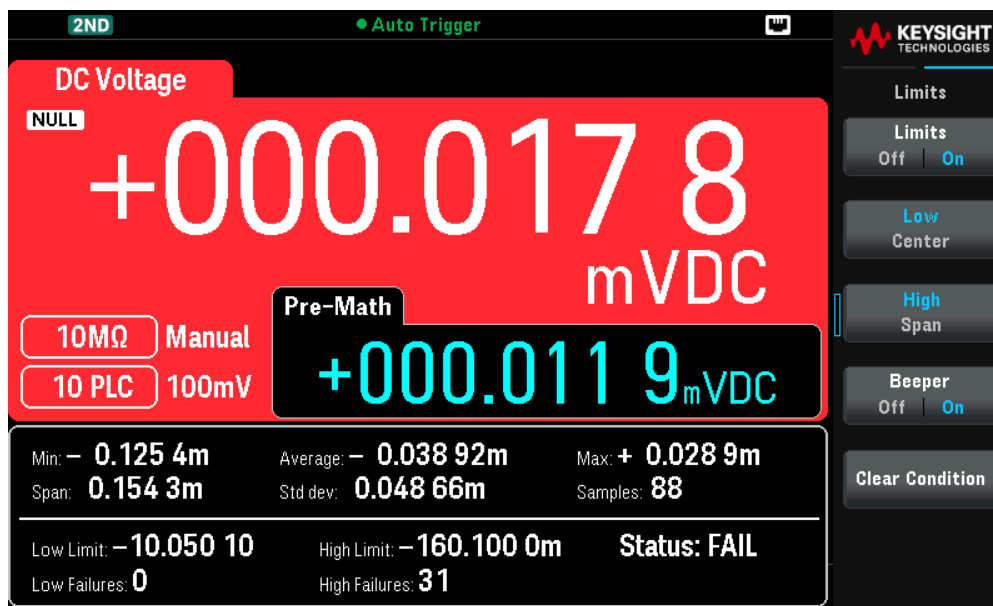 2ND ● Auto Trigger
KEYSIGHT
TECHNOLOGIES
DC Voltage
Limits
NULL
+000.017 8
mVDC
Limits
Off On
Low
Center
Pre-Math
+000.011 9 mVDC
10MΩ Manual
10 PLC 100mV
High
Span
Beeper
Off On
Min: − 0.125 4m Average: − 0.038 92m Max: + 0.028 9m
Span: 0.154 3m Std dev: 0.048 66m Samples: 88
Clear Condition
Low Limit: −10.050 10 High Limit: −160.100 0m Status: FAIL
Low Failures: 0 High Failures: 31